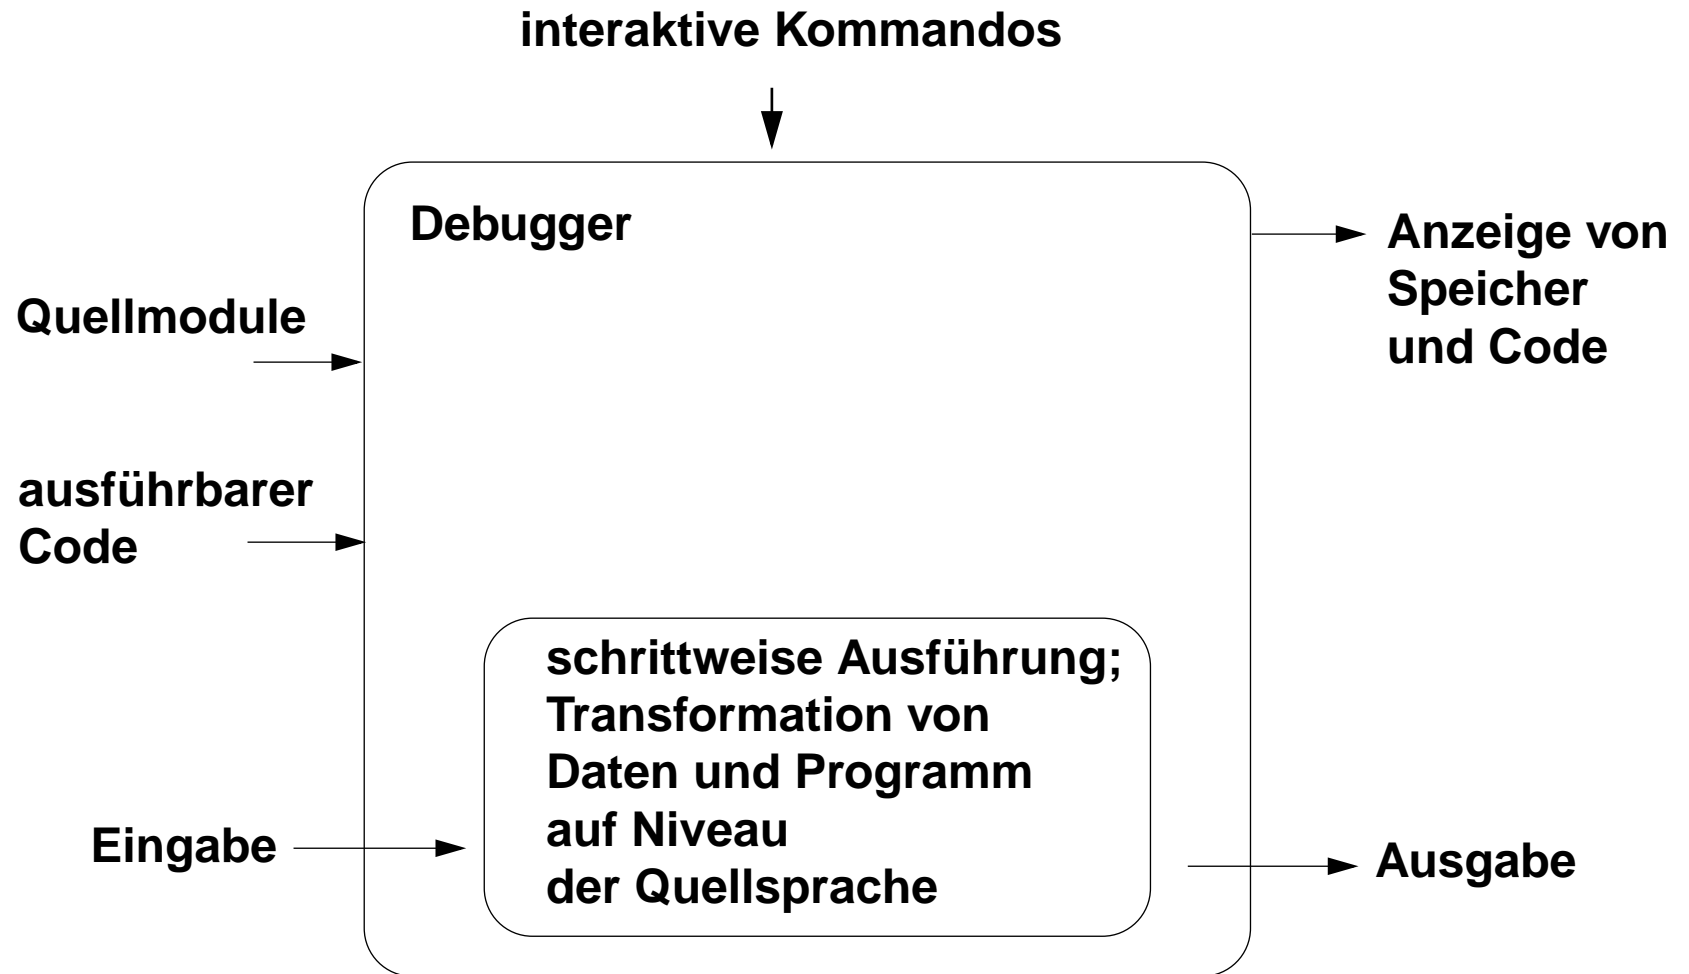 interaktive Kommandos
Debugger
Anzeige von
Speicher
und Code
Quellmodule
ausführbarer
Code
schrittweise Ausführung;
Transformation von
Daten und Programm
auf Niveau
der Quellsprache
Eingabe
Ausgabe